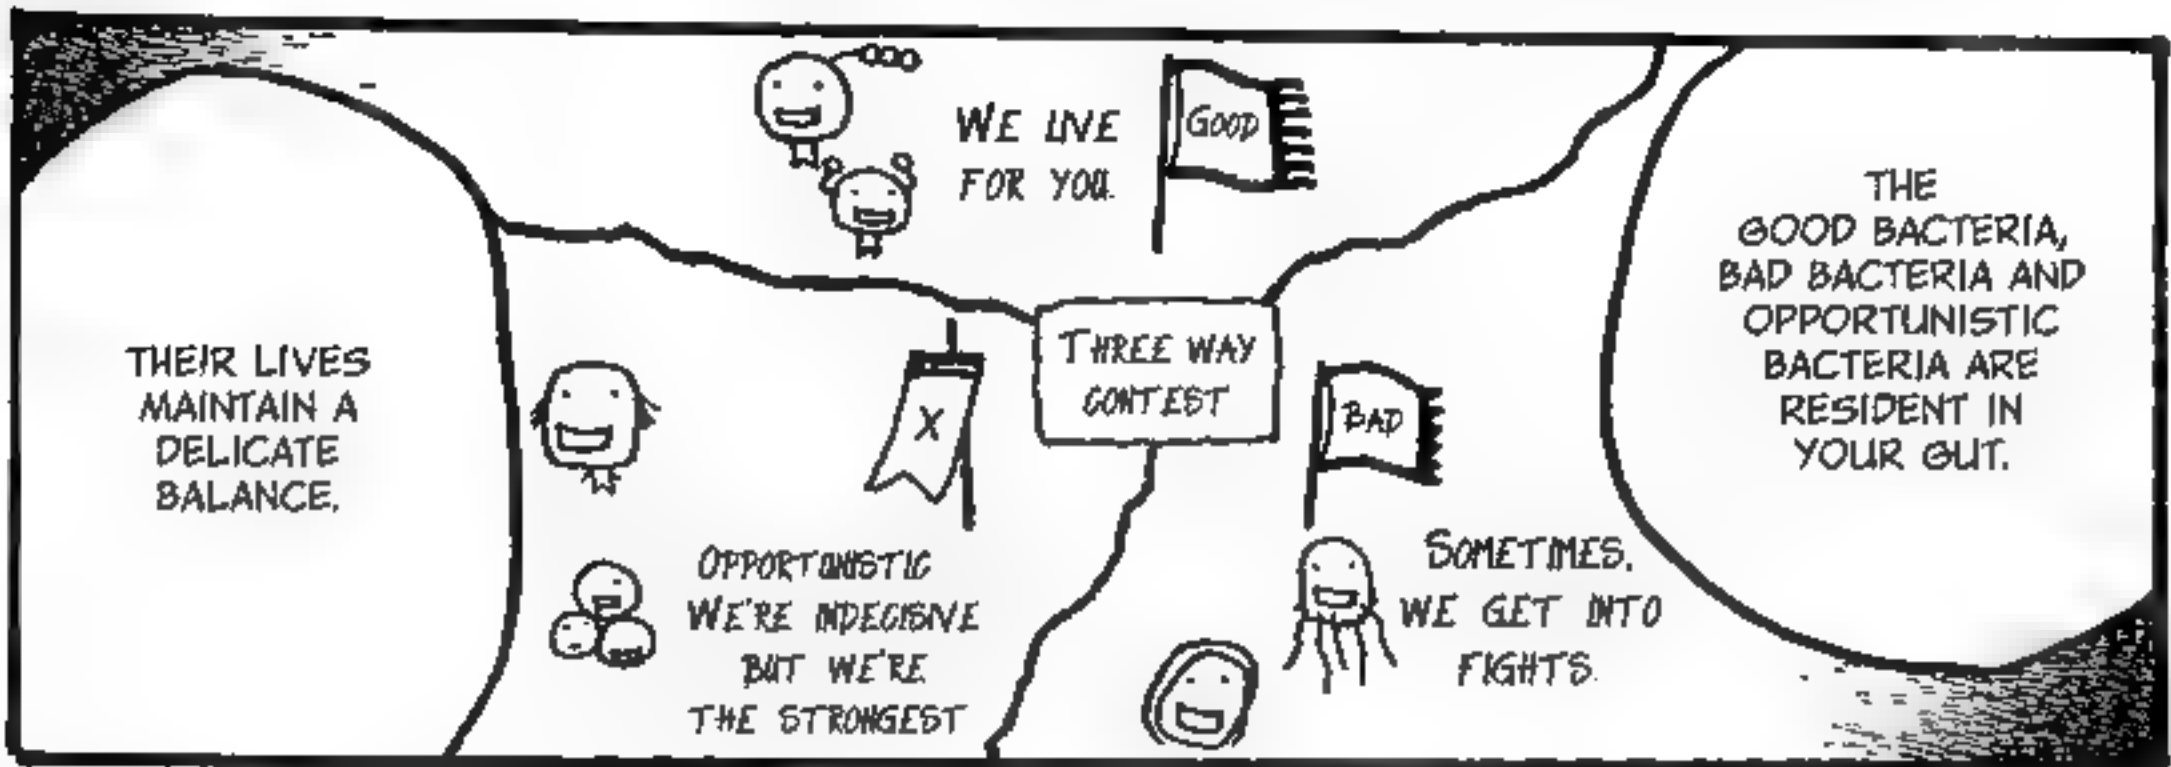 THE
GOOD BACTERIA,
BAD BACTERIA AND
OPPORTUNISTIC
BACTERIA ARE
RESIDENT IN
YOUR GUT.
GOOD
WE LIVE
FOR YOU.
THREE WAY
CONTEST
BAD
SOMETIMES,
WE GET INTO
FIGHTS.
X
OPPORTUNISTIC
WE'RE INDECISIVE
BUT WE'RE
THE STRONGEST
THEIR LIVES
MAINTAIN A
DELICATE
BALANCE.